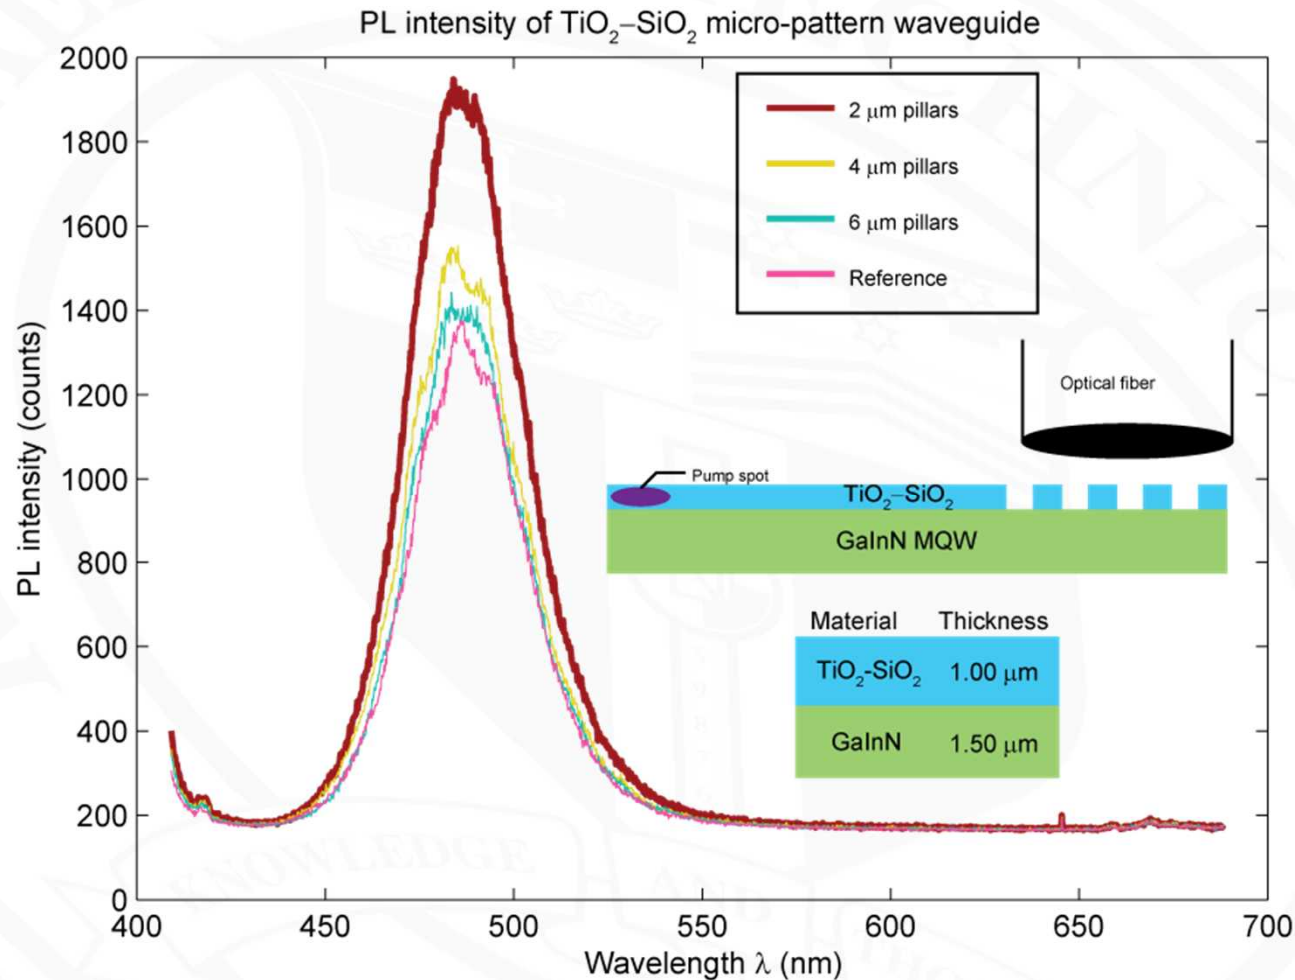 PL intensity of TiO₂–SiO₂ micro-pattern waveguide
2000
1800
1600
1400
1200
1000
800
600
400
200
0
PL intensity (counts)
2 μm pillars
4 μm pillars
6 μm pillars
Reference
Optical fiber
Pump spot
TiO₂–SiO₂
GaInN MQW
Material Thickness
TiO₂-SiO₂ 1.00 μm
GaInN 1.50 μm
400 450 500 550 600 650 700
Wavelength λ (nm)
KNOWLEDGE
AND